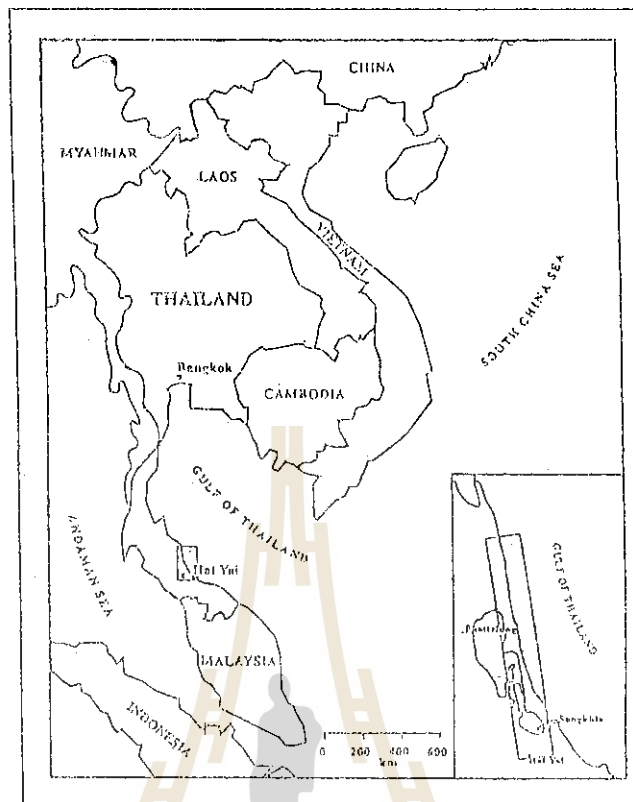 CHINA
MYANMAR
LAOS
VIETNAM
THAILAND
SOUTH CHINA SEA
Bangkok
CAMBODIA
GULF OF THAILAND
ANDAMAN SEA
Hat Yai
GULF OF THAILAND
MALAYSIA
Songkhla
INDONESIA
0 200 400 600
km
Hat Yai